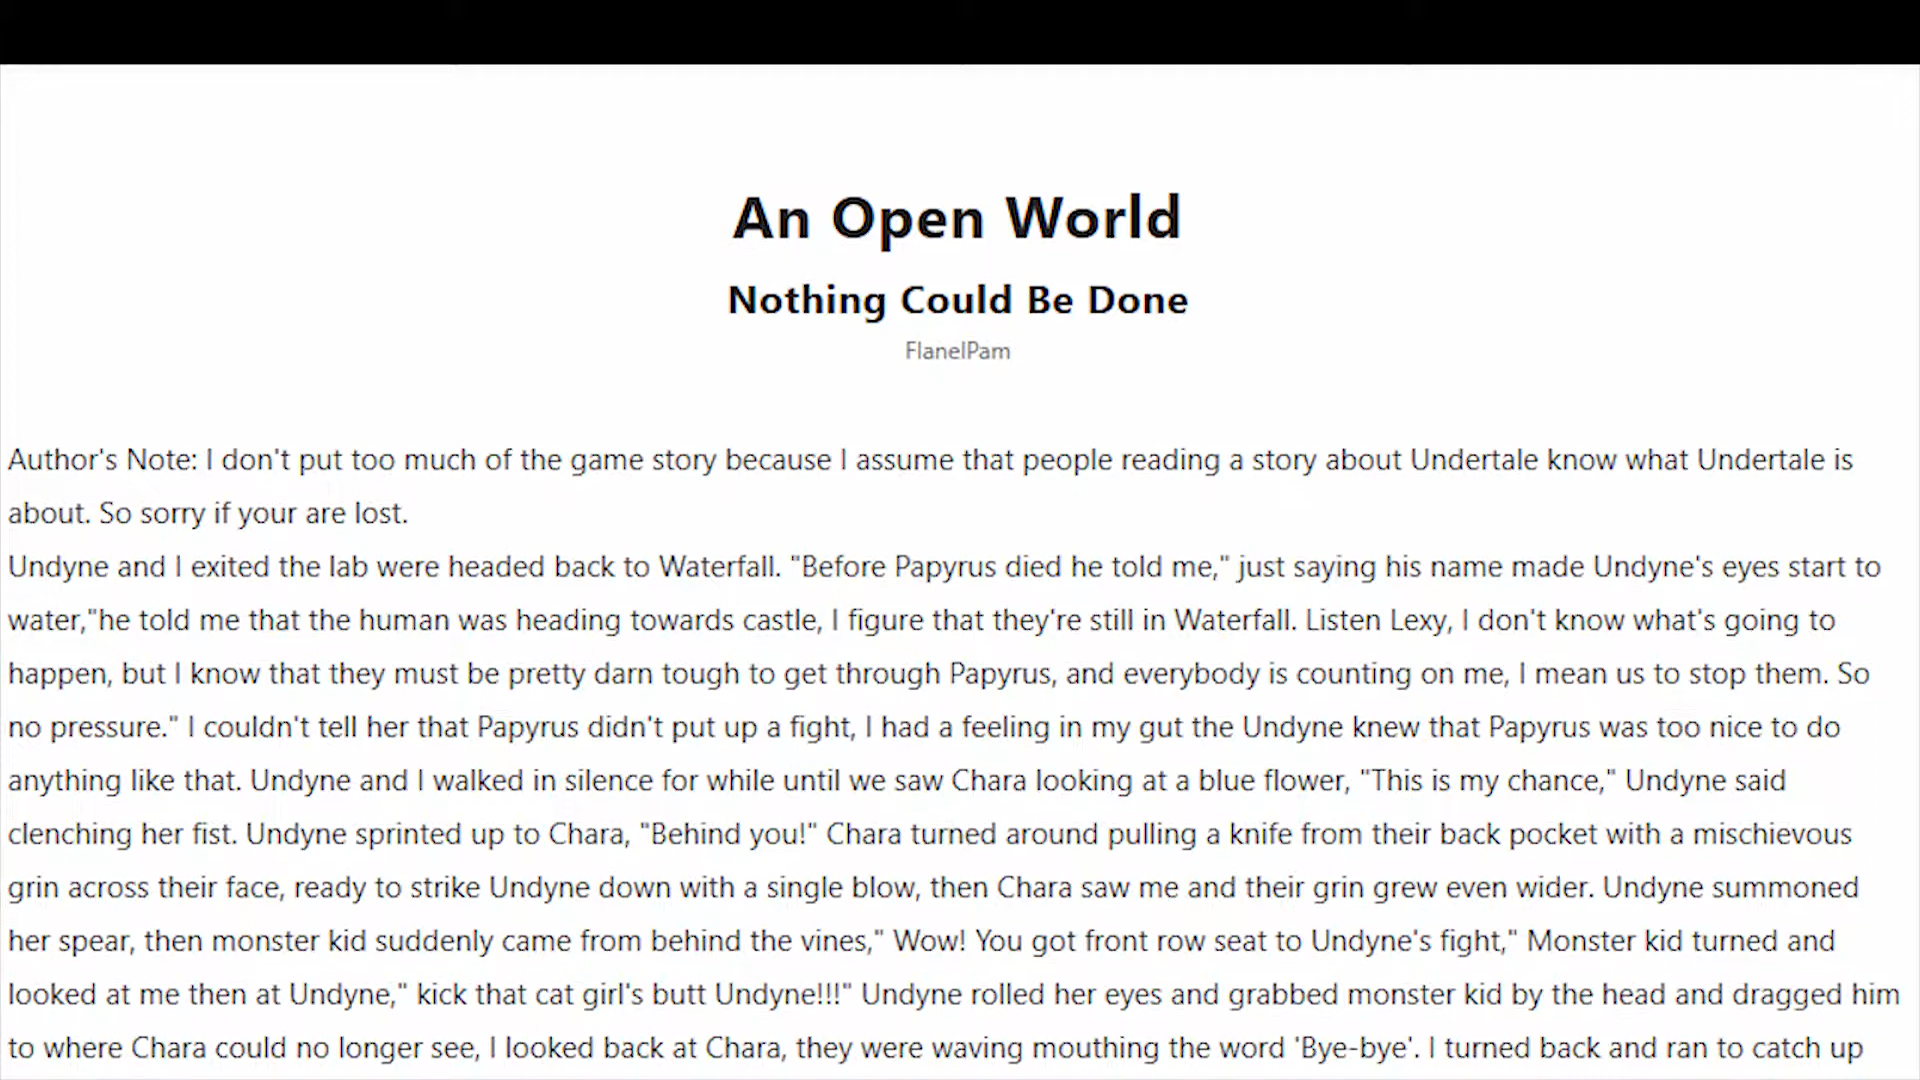 An Open World
Nothing Could Be Done
FlanelPam
Author's Note: I don't put too much of the game story because I assume that people reading a story about Undertale know what Undertale is
about. So sorry if your are lost.
Undyne and I exited the lab were headed back to Waterfall. "Before Papyrus died he told me," just saying his name made Undyne's eyes start to
water,"he told me that the human was heading towards castle, I figure that they're still in Waterfall. Listen Lexy, I don't know what's going to
happen, but I know that they must be pretty darn tough to get through Papyrus, and everybody is counting on me, I mean us to stop them. So
no pressure." I couldn't tell her that Papyrus didn't put up a fight, I had a feeling in my gut the Undyne knew that Papyrus was too nice to do
anything like that. Undyne and I walked in silence for while until we saw Chara looking at a blue flower, "This is my chance," Undyne said
clenching her fist. Undyne sprinted up to Chara, "Behind you!" Chara turned around pulling a knife from their back pocket with a mischievous
grin across their face, ready to strike Undyne down with a single blow, then Chara saw me and their grin grew even wider. Undyne summoned
her spear, then monster kid suddenly came from behind the vines," Wow! You got front row seat to Undyne's fight," Monster kid turned and
looked at me then at Undyne," kick that cat girl's butt Undyne!!!" Undyne rolled her eyes and grabbed monster kid by the head and dragged him
to where Chara could no longer see, I looked back at Chara, they were waving mouthing the word 'Bye-bye'. I turned back and ran to catch up